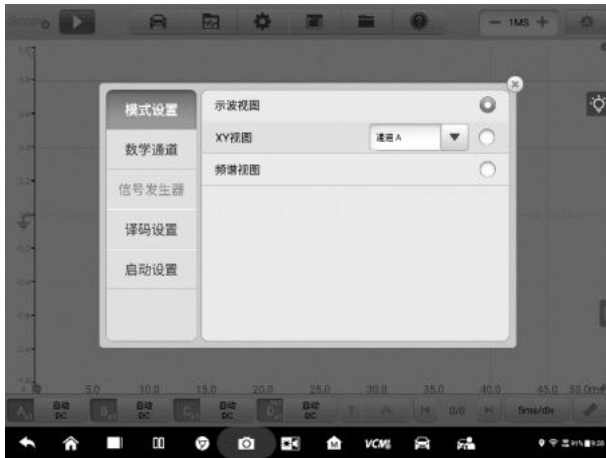 1MS
模式设置
示波视图
XY视图
通道 A
数学通道
频谱视图
信号发生器
译码设置
启动设置
5.0 10.0 15.0 20.0 25.0 30.0 35.0 40.0 45.0
自动 自动 自动 自动
DC DC DC DC
0/0
5ms/div
VCMI